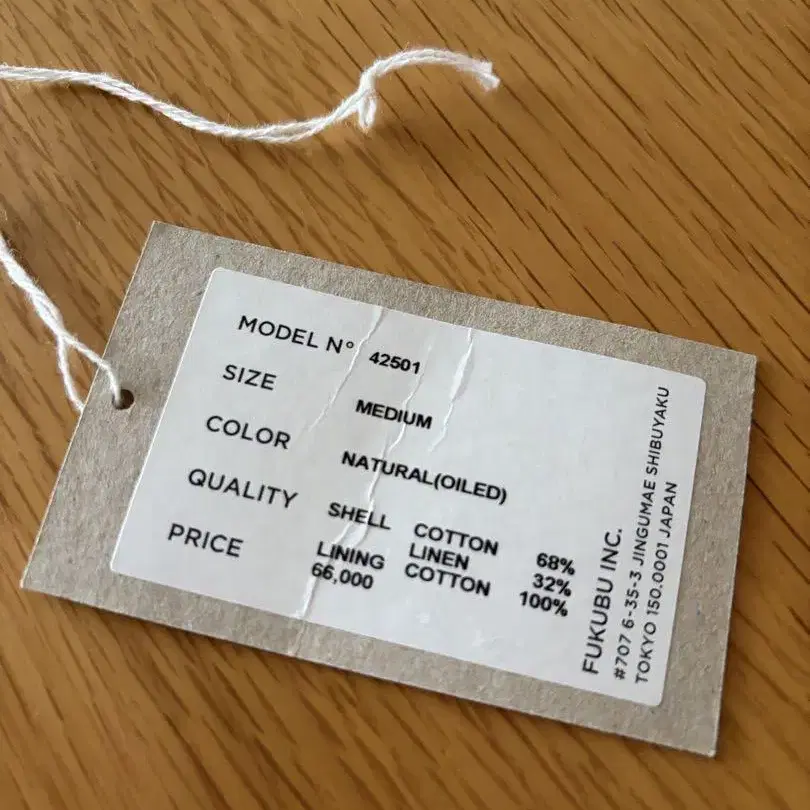 MODEL N° 42501
SIZE MEDIUM
COLOR NATURAL(OILED)
QUALITY SHELL COTTON 68%
LINEN 32%
LINING COTTON 100%
PRICE 66,000
FUKUBU INC.
#707 6-35-3 JINGUMAE SHIBUYAKU
TOKYO 150.0001 JAPAN